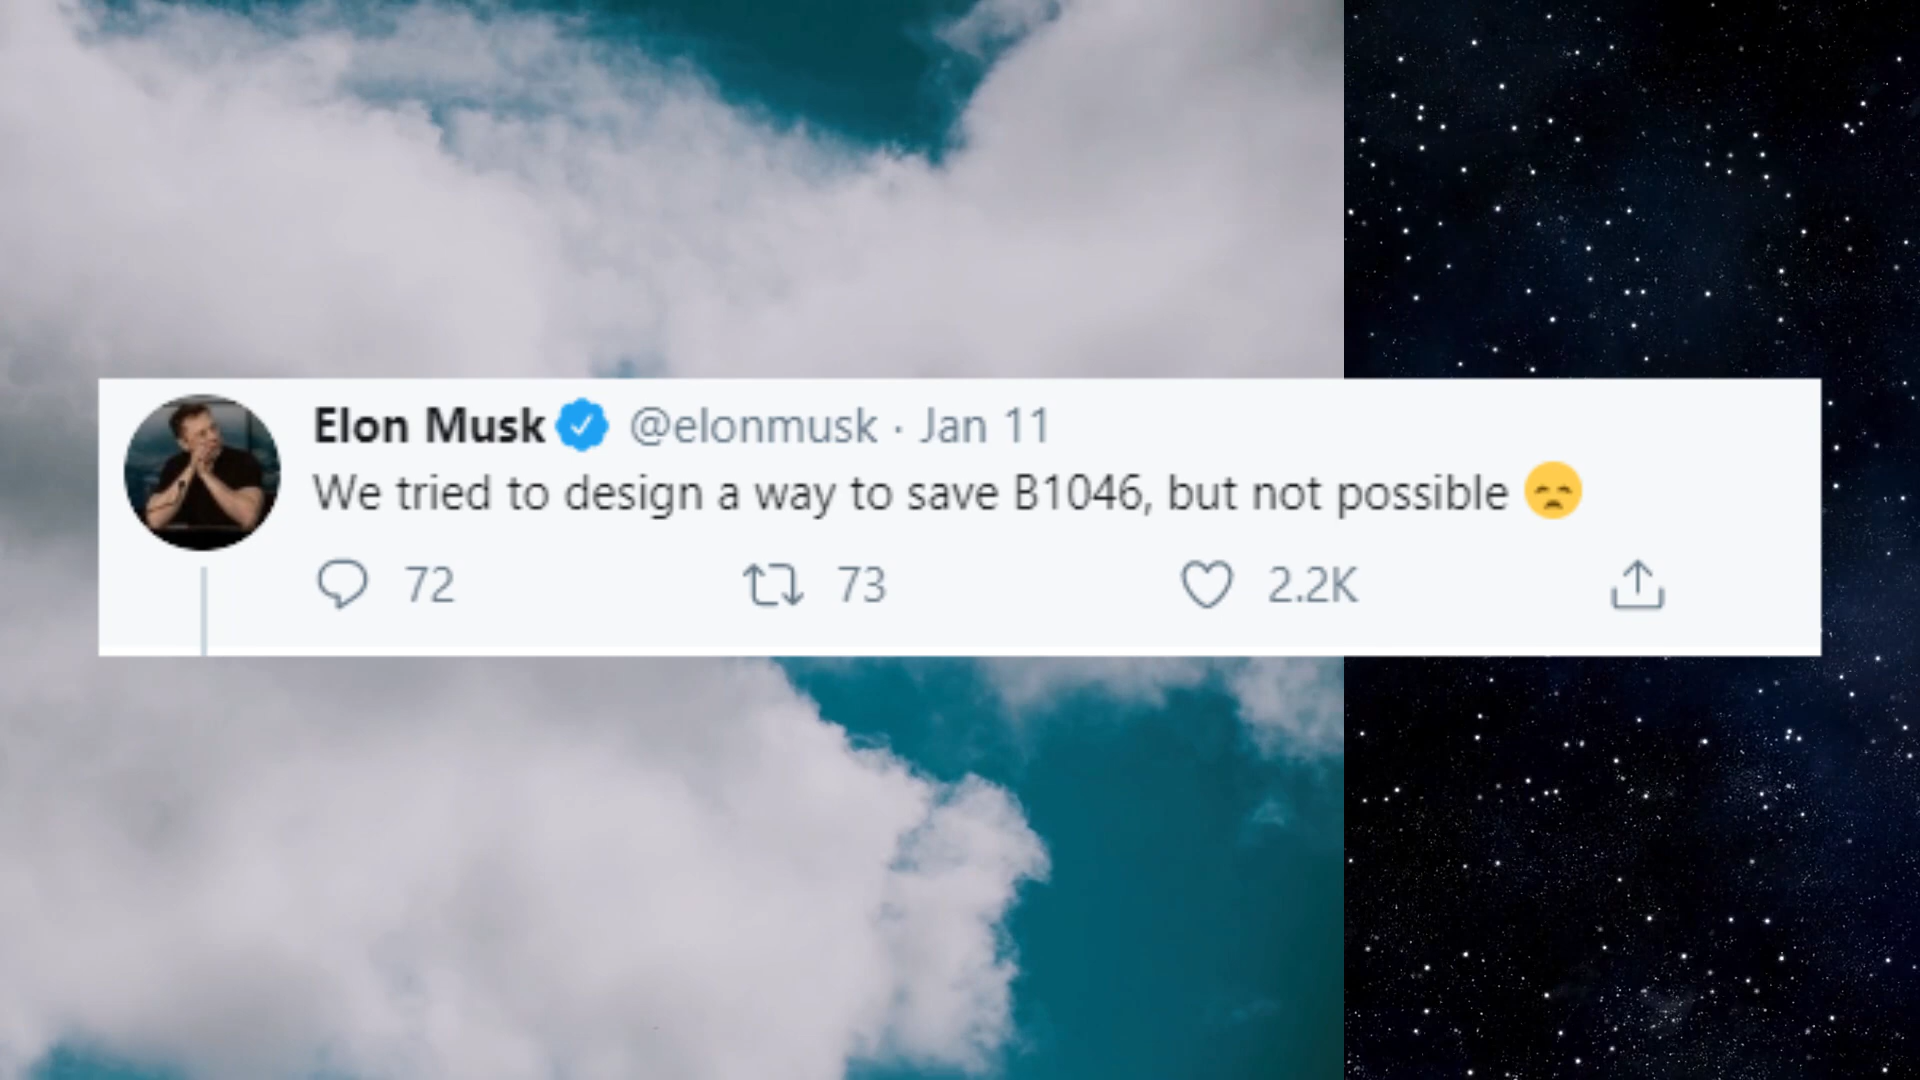 Elon Musk @elonmusk · Jan 11
We tried to design a way to save B1046, but not possible 😞
72 73 2.2K